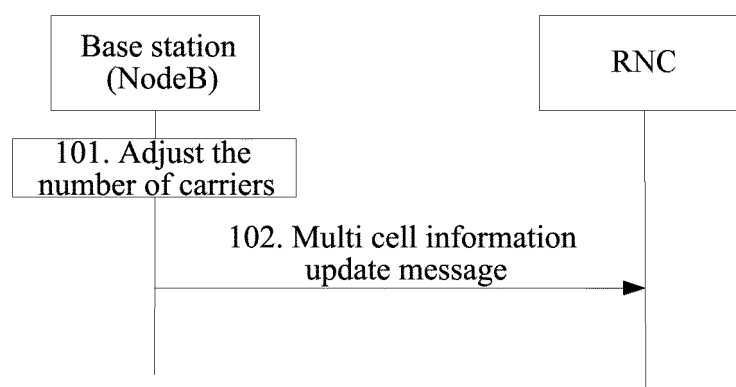 Base station
(NodeB)
RNC
101. Adjust the
number of carriers
102. Multi cell information
update message